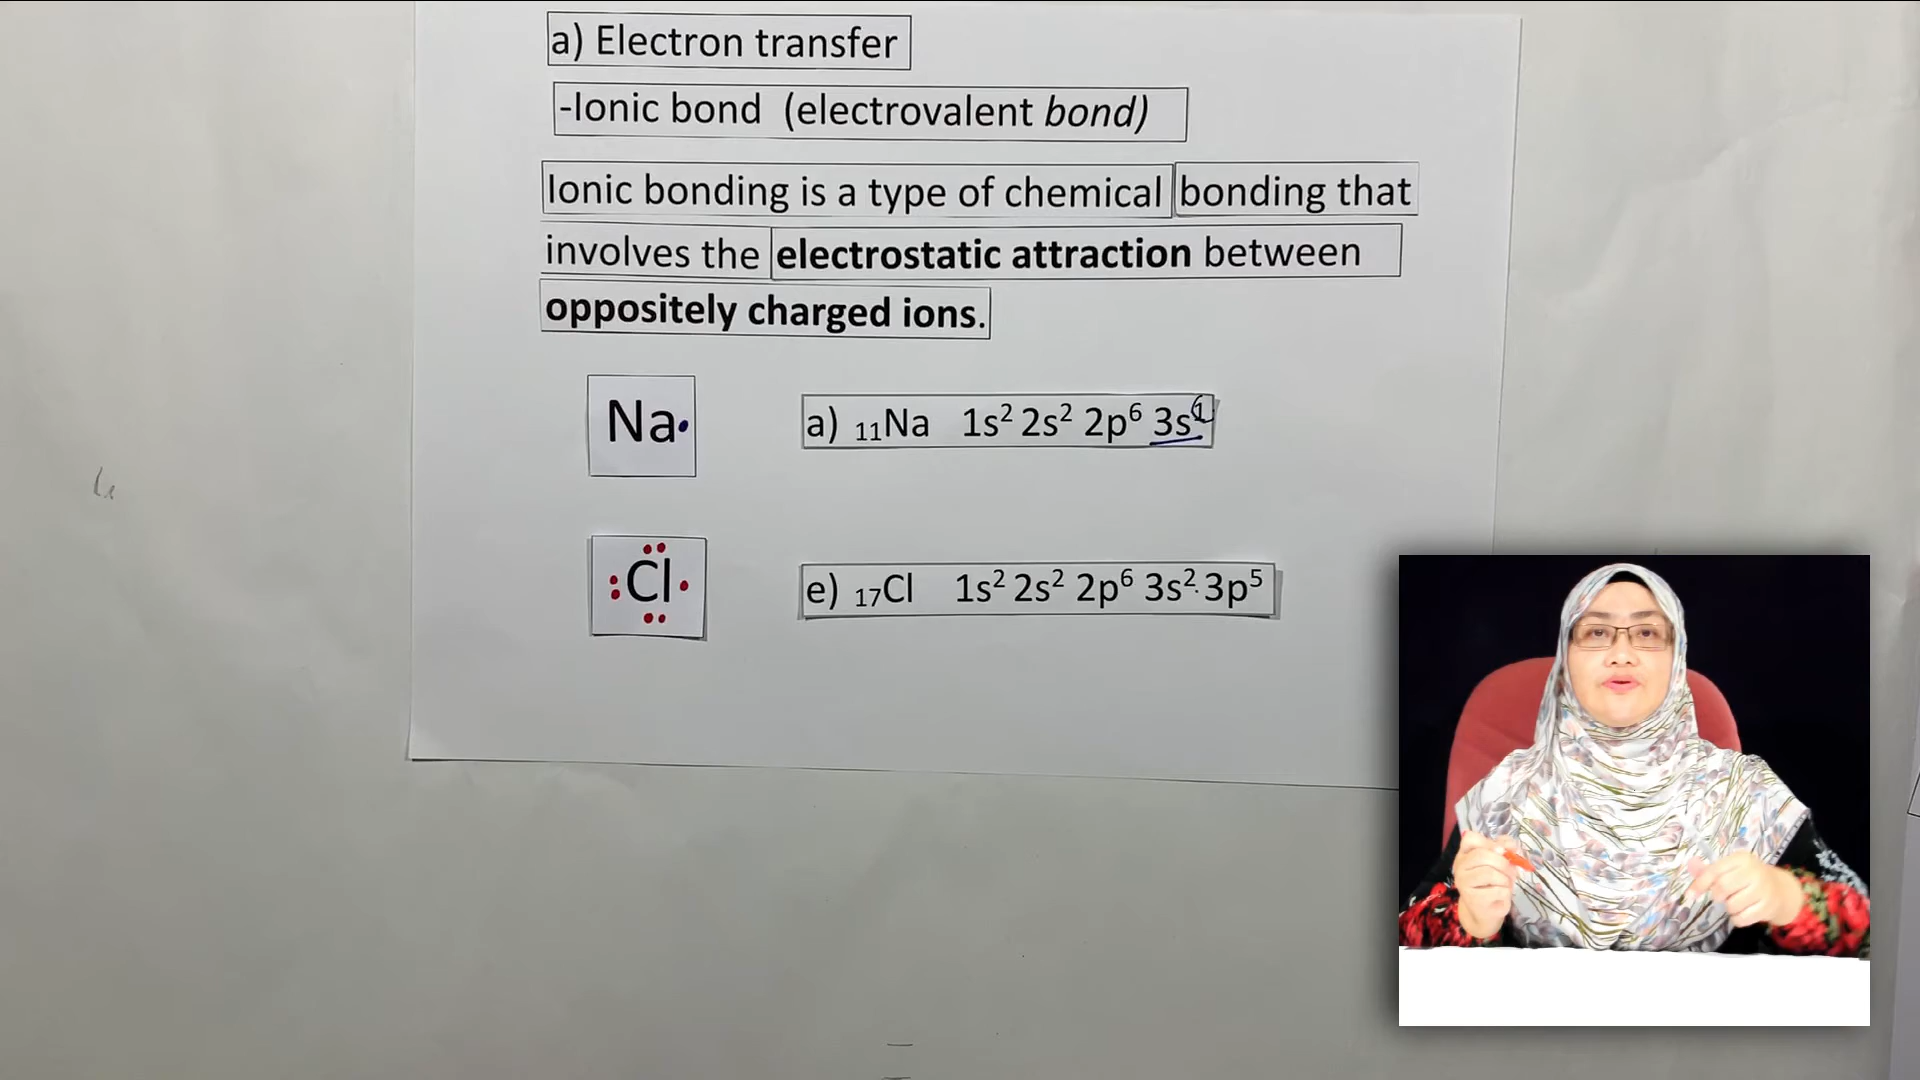 a) Electron transfer
-Ionic bond (electrovalent bond)
Ionic bonding is a type of chemical bonding that
involves the electrostatic attraction between
oppositely charged ions.
Na
a) ₁₁Na 1s² 2s² 2p⁶ 3s¹
Cl
e) ₁₇Cl 1s² 2s² 2p⁶ 3s² 3p⁵